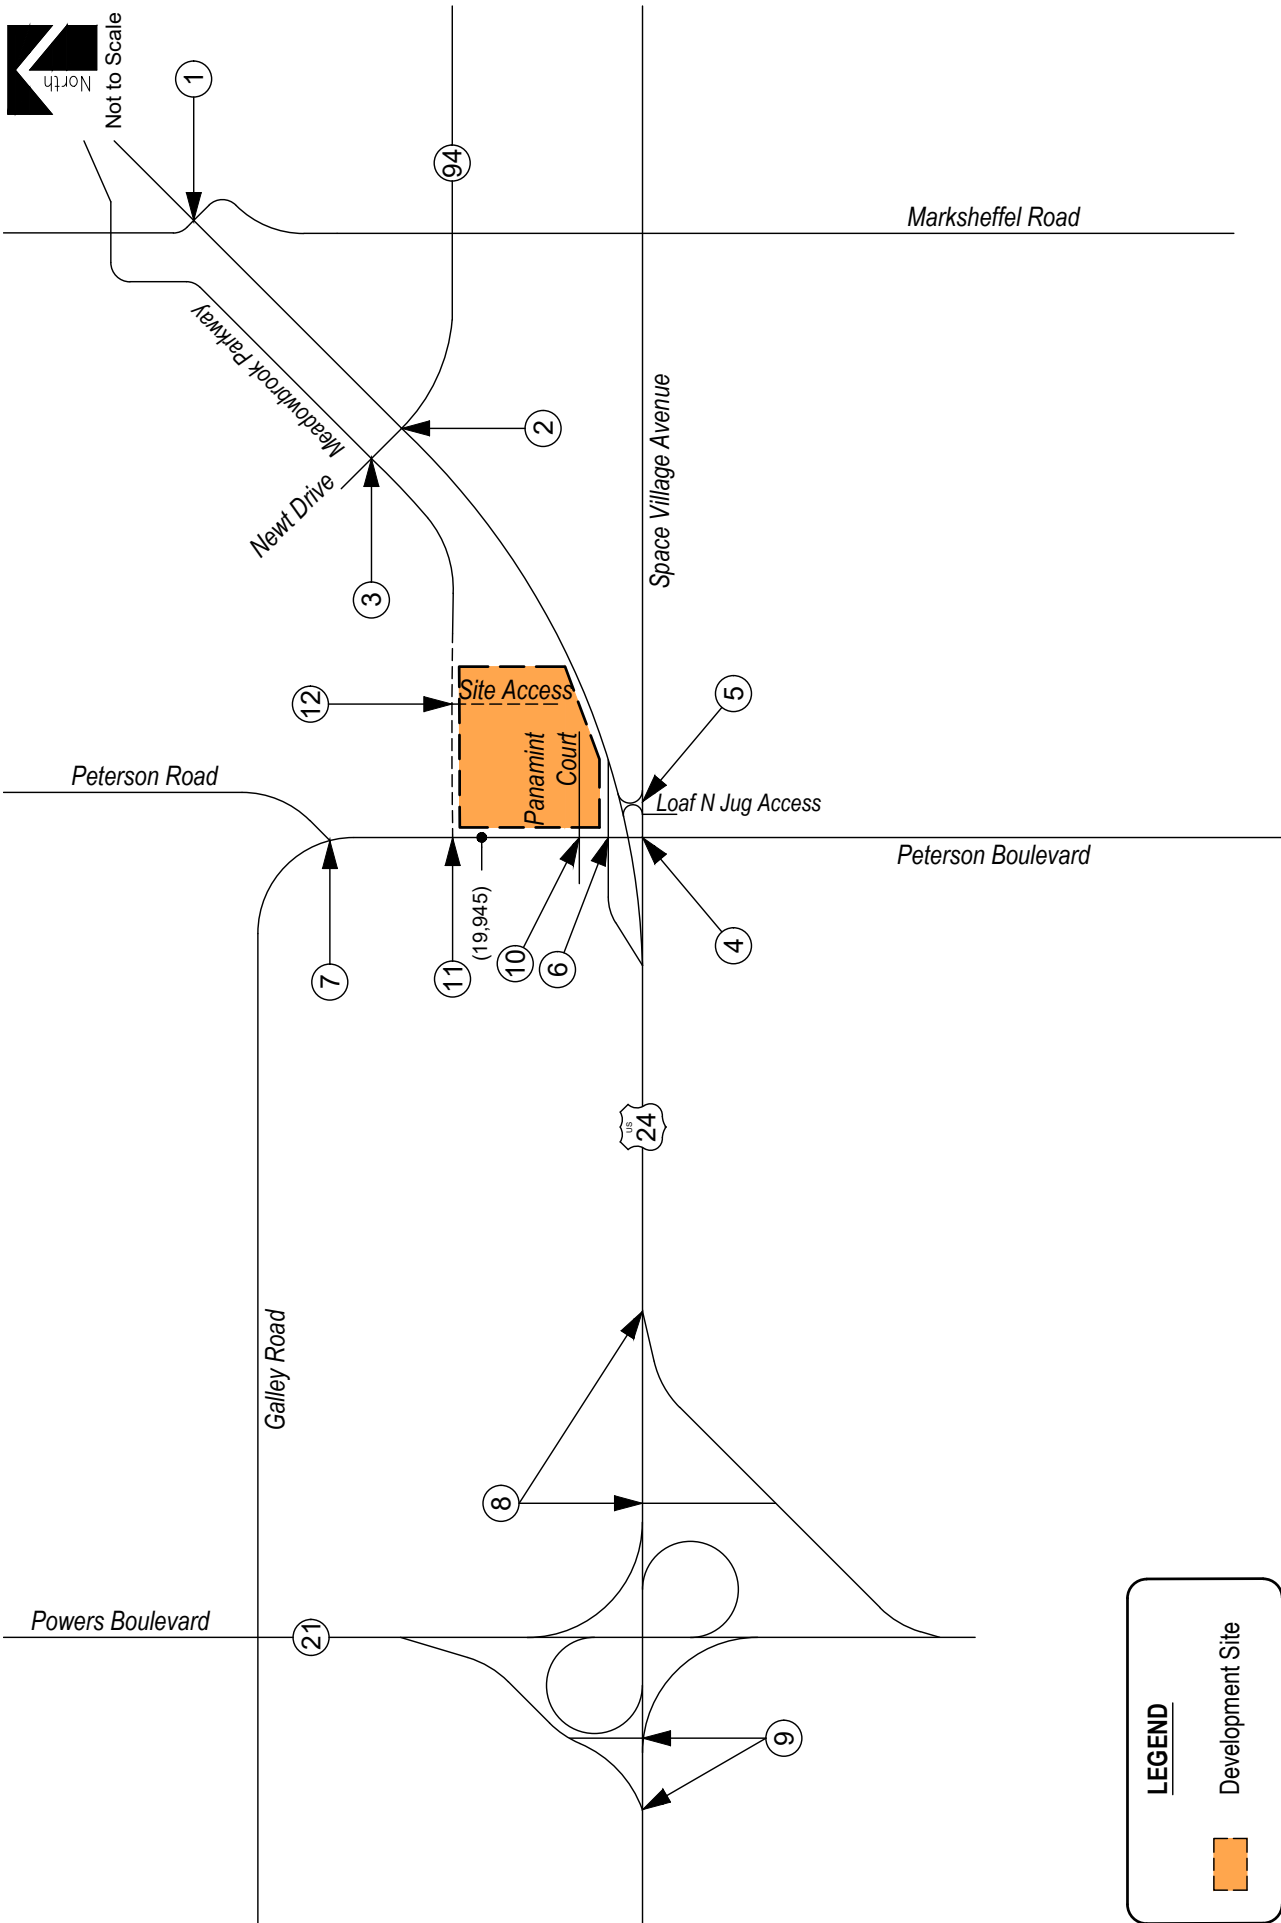 North
Not to Scale
1
94
Marksheffel Road
Meadowbrook Parkway
2
Newt Drive
3
Space Village Avenue
12
Site Access
5
Panamint
Court
Peterson Road
Loaf N Jug Access
Peterson Boulevard
7
11
(19,945)
10
6
4
US
24
Galley Road
8
Powers Boulevard
21
9
LEGEND
Development Site